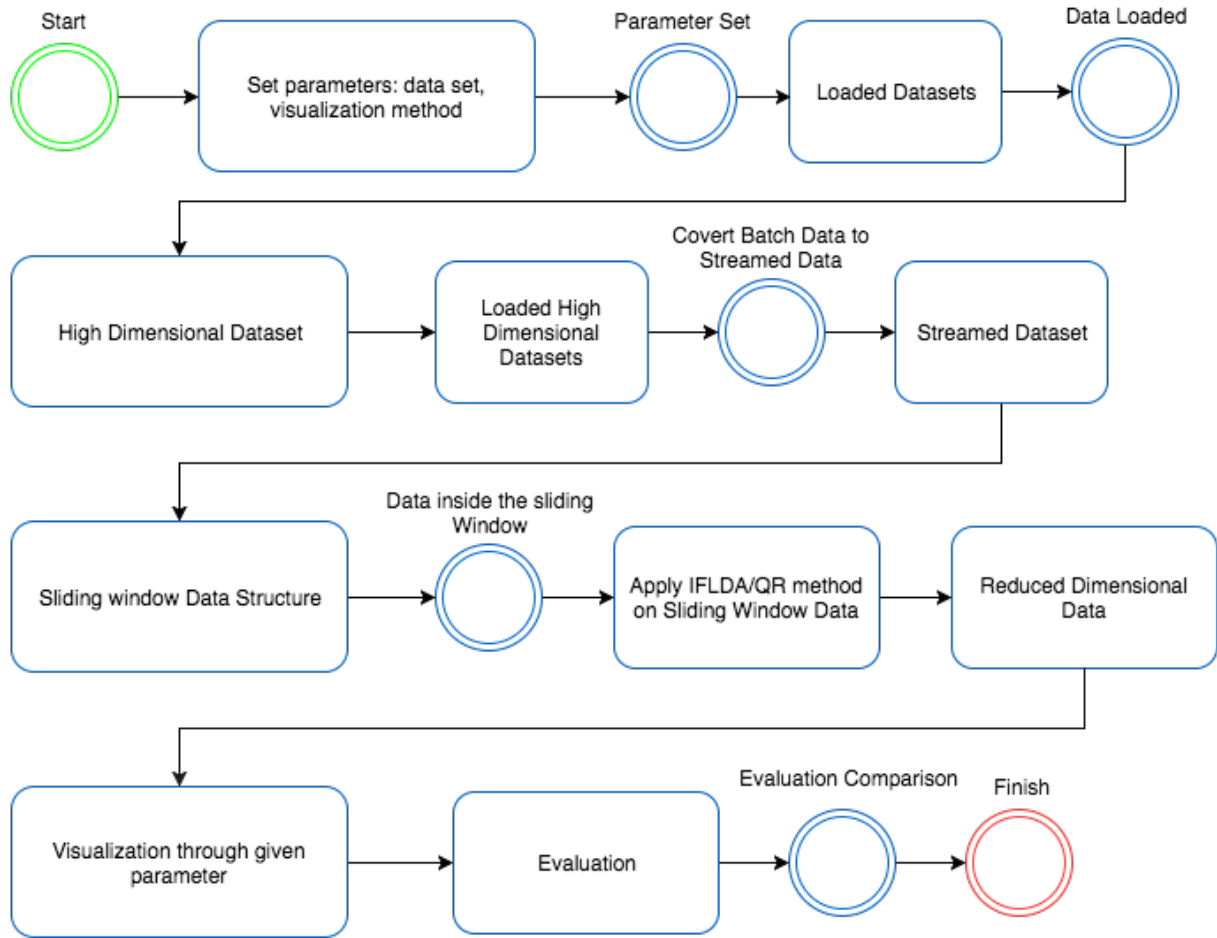 Start
Parameter Set
Data Loaded
Set parameters: data set,
visualization method
Loaded Datasets
Covert Batch Data to
Streamed Data
High Dimensional Dataset
Loaded High
Dimensional
Datasets
Streamed Dataset
Data inside the sliding
Window
Sliding window Data Structure
Apply IFLDA/QR method
on Sliding Window Data
Reduced Dimensional
Data
Evaluation Comparison
Finish
Visualization through given
parameter
Evaluation